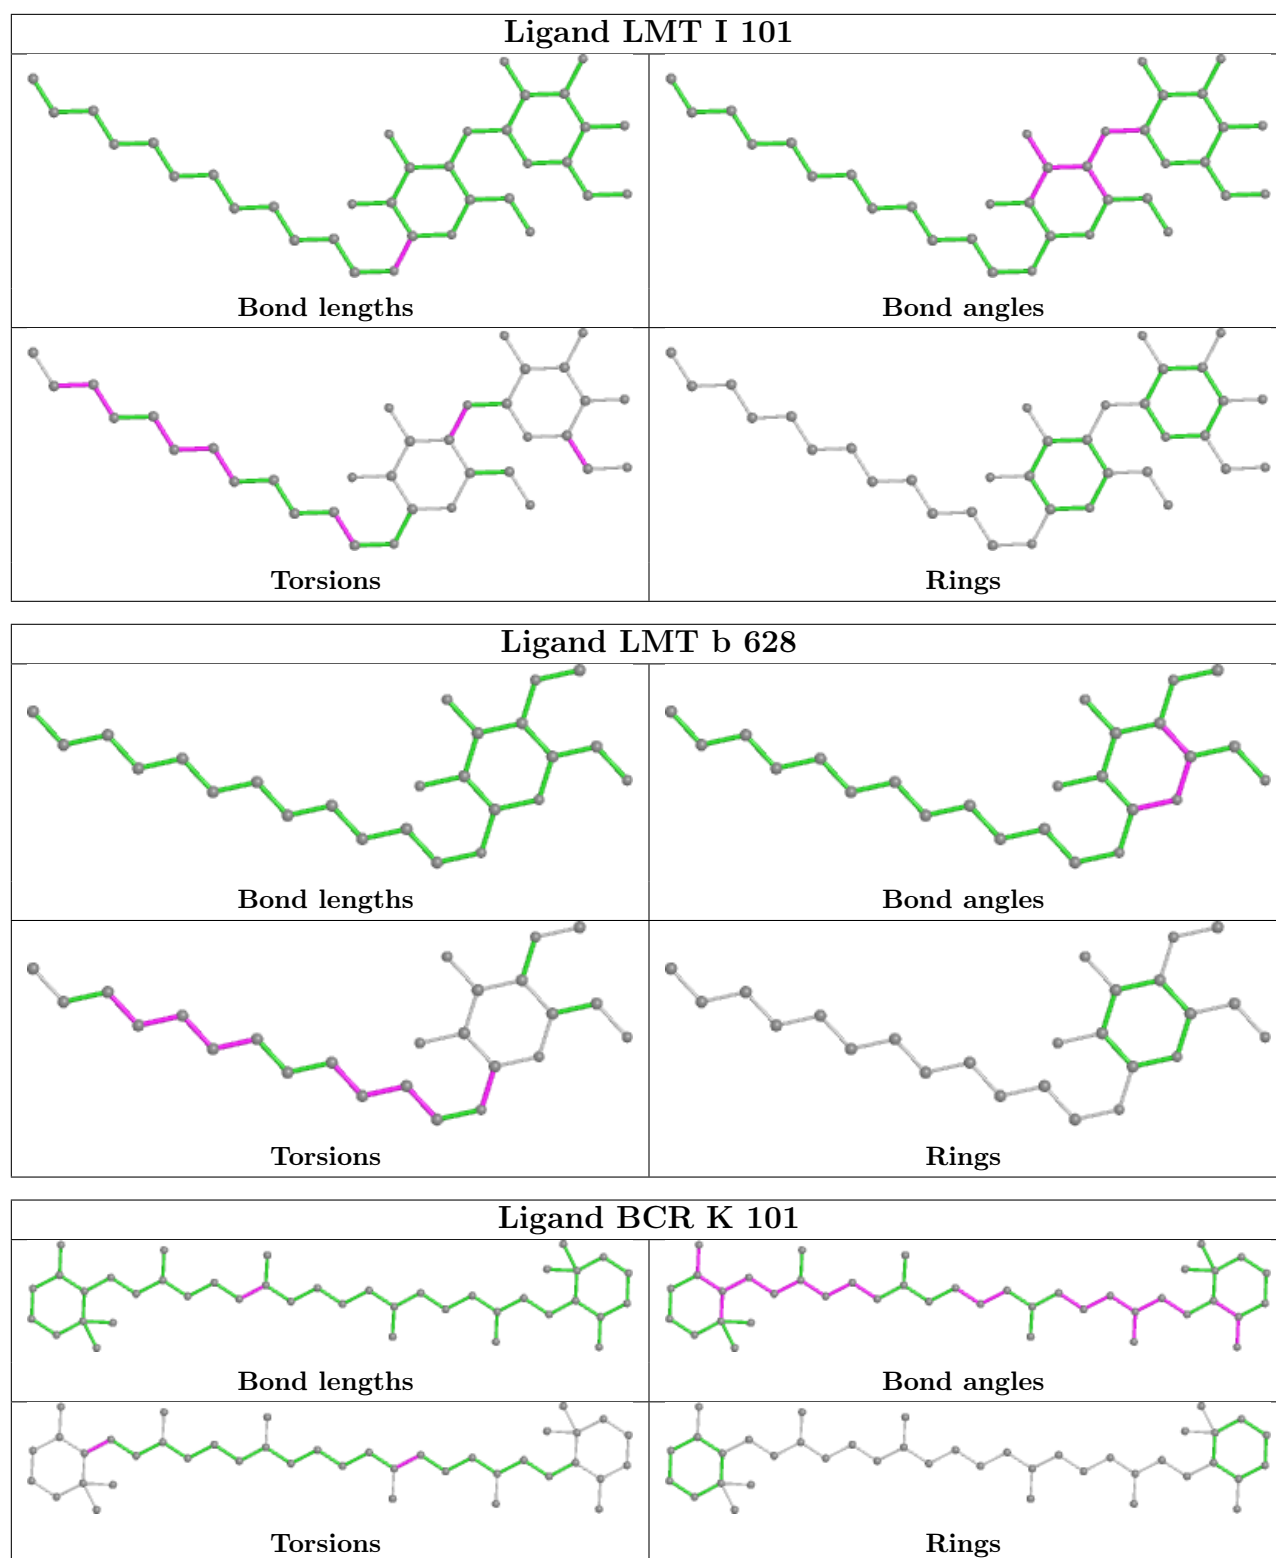 Ligand LMT I 101
Bond lengths Bond angles
Torsions Rings
Ligand LMT b 628
Bond lengths Bond angles
Torsions Rings
Ligand BCR K 101
Bond lengths Bond angles
Torsions Rings